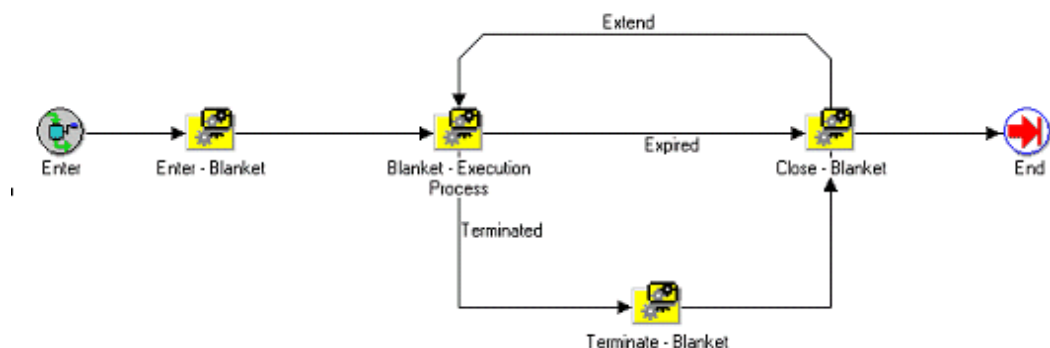 Extend
Enter
Enter - Blanket
Blanket - Execution
Process
Expired
Close - Blanket
End
Terminated
Terminate - Blanket